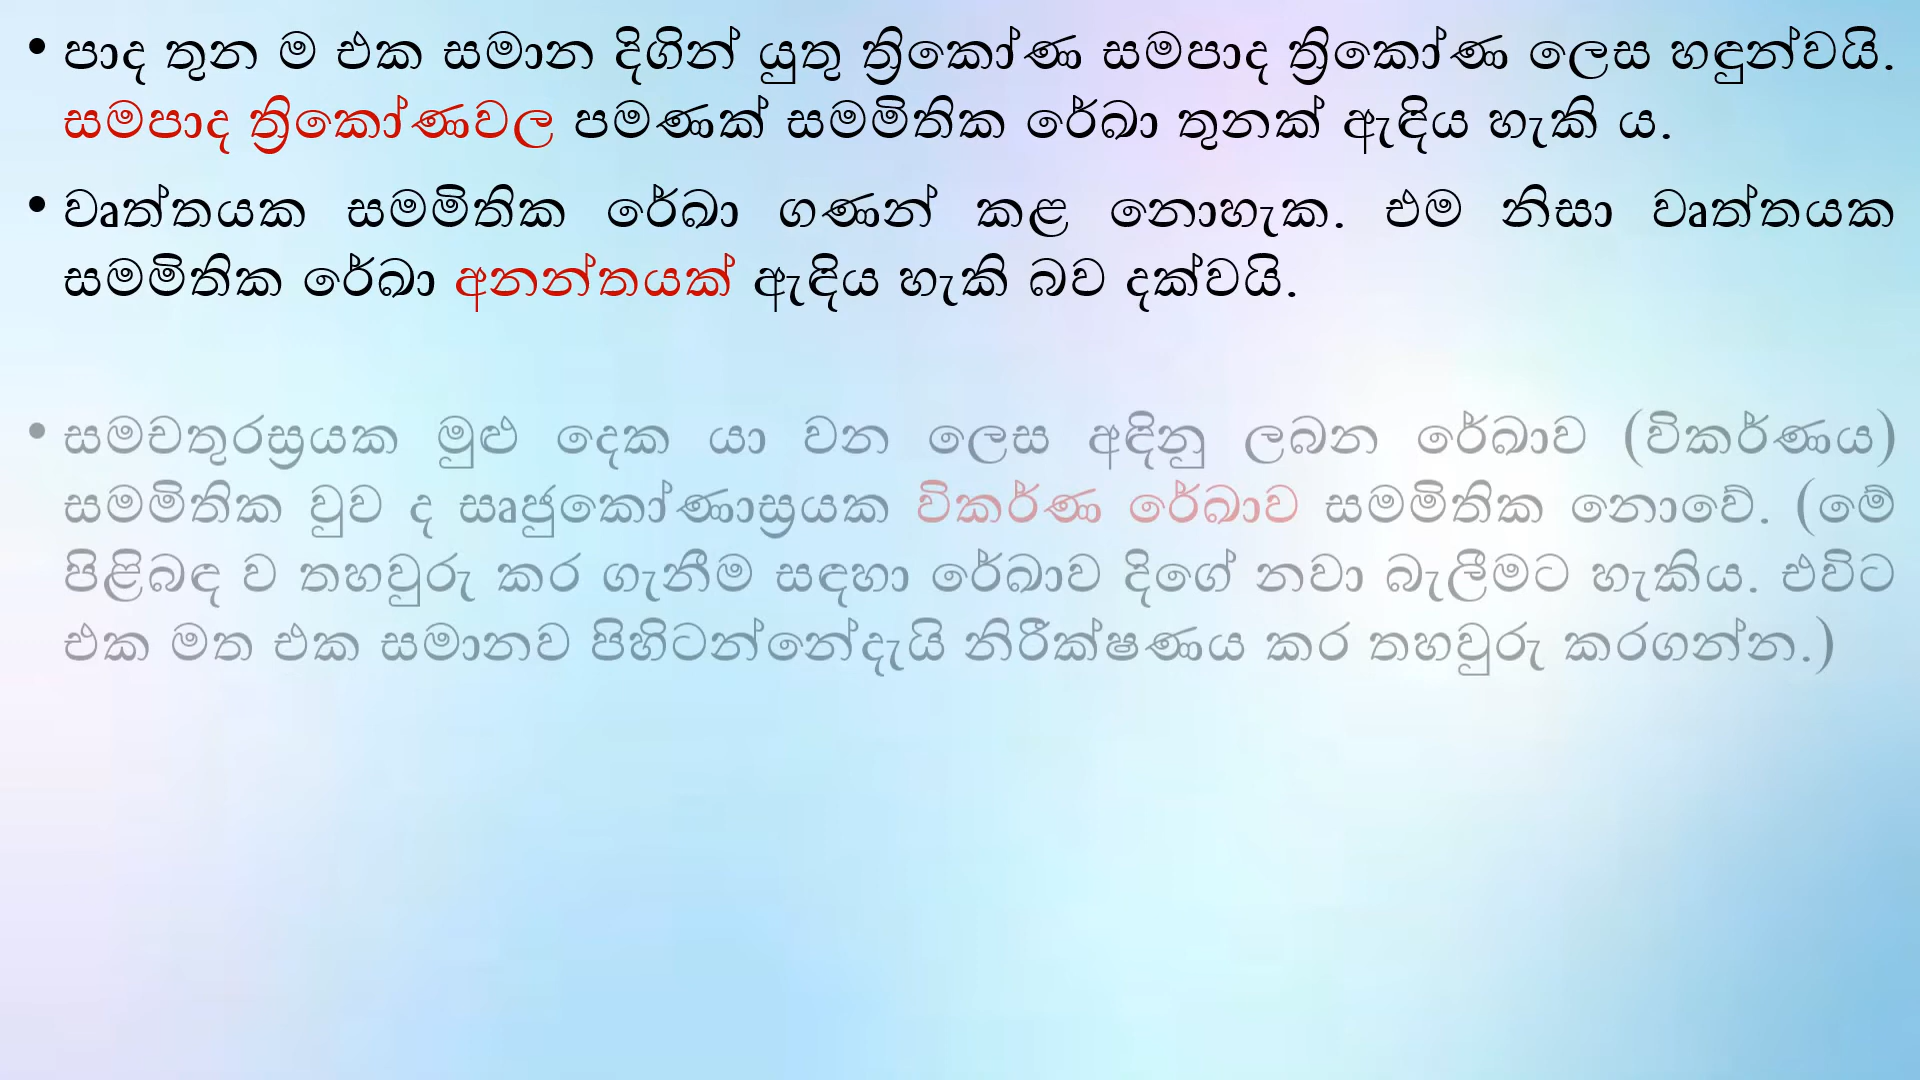 • පාද තුන ම එක සමාන දිගින් යුතු ත්‍රිකෝණ සමපාද ත්‍රිකෝණ ලෙස හඳුන්වයි.
සමපාද ත්‍රිකෝණවල පමණක් සමමිතික රේඛා තුනක් ඇඳිය හැකි ය.
• වෘත්තයක සමමිතික රේඛා ගණන් කළ නොහැක. එම නිසා වෘත්තයක
සමමිතික රේඛා අනන්තයක් ඇඳිය හැකි බව දක්වයි.
• සමචතුරස්‍රයක මුළු දෙක යා වන ලෙස අඳිනු ලබන රේඛාව (විකර්ණය)
සමමිතික වුව ද සෘජුකෝණාස්‍රයක විකර්ණ රේඛාව සමමිතික නොවේ. (මේ
පිළිබඳ ව තහවුරු කර ගැනීම සඳහා රේඛාව දිගේ නවා බැලීමට හැකිය. එවිට
එක මත එක සමානව පිහිටන්නේදැයි නිරීක්ෂණය කර තහවුරු කරගන්න.)